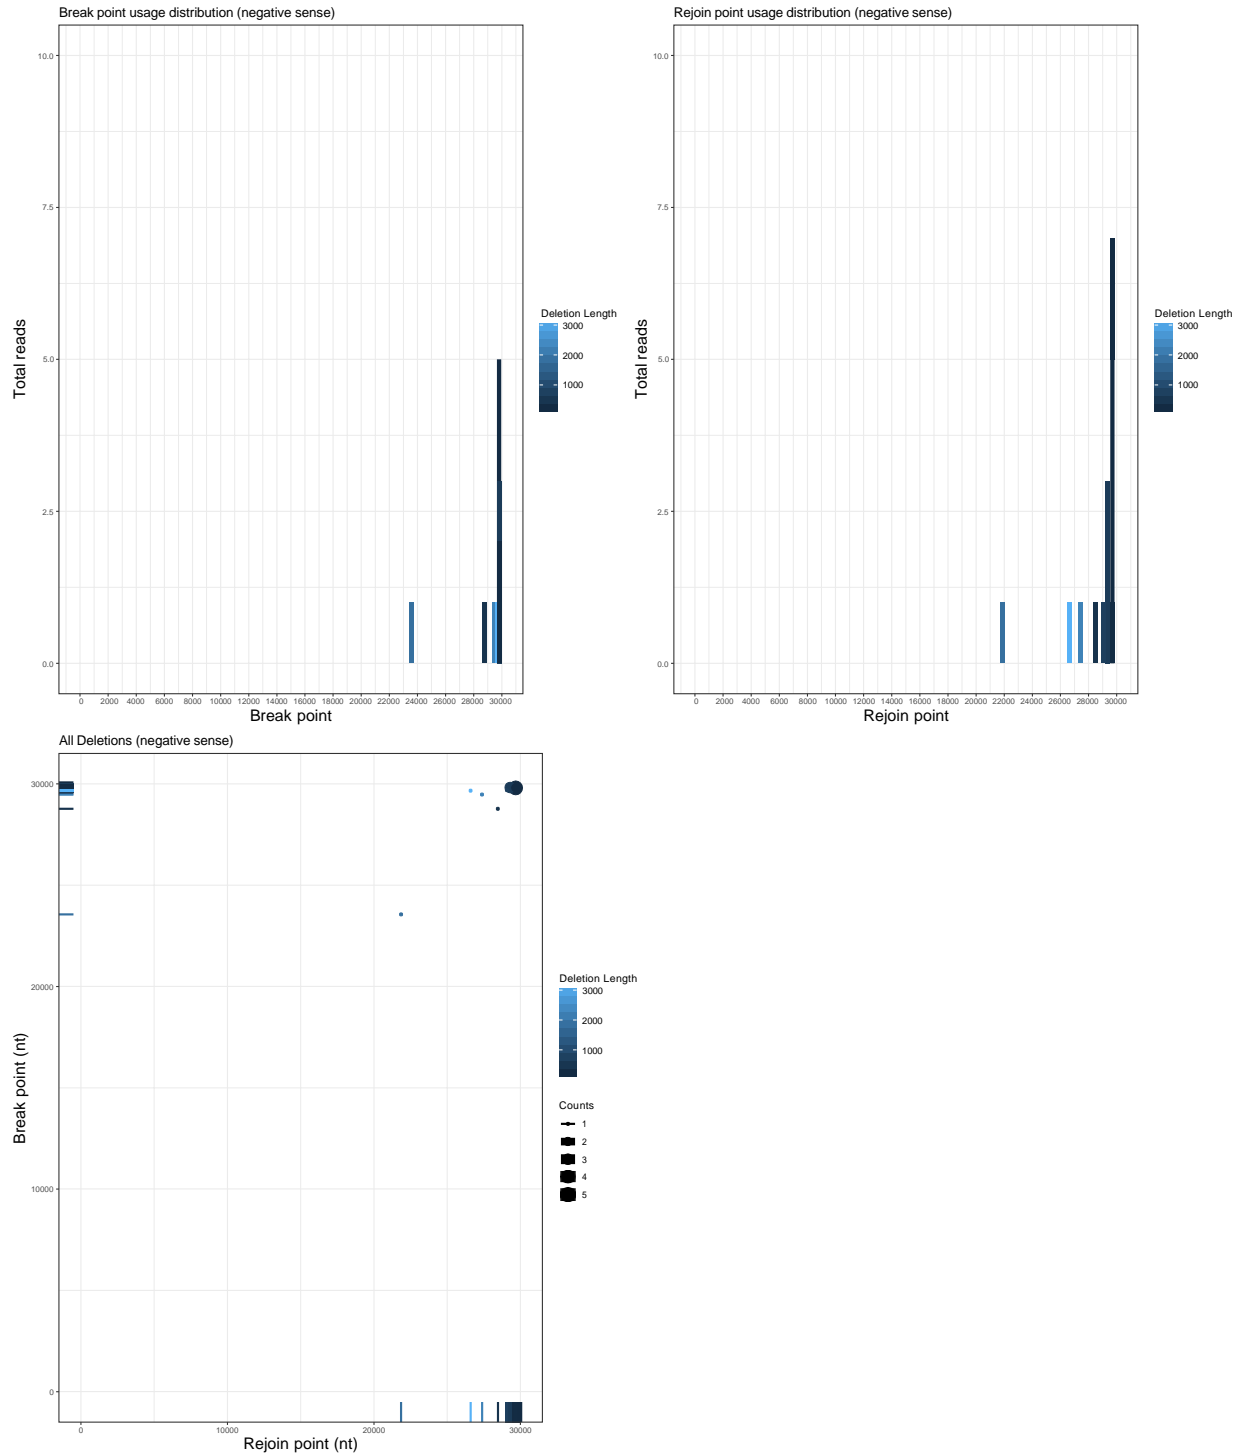 Break point usage distribution (negative sense)
10.0
7.5
5.0
2.5
0.0
Total reads
0 2000 4000 6000 8000 10000 12000 14000 16000 18000 20000 22000 24000 26000 28000 30000
Break point
Deletion Length
3000
2000
1000
Rejoin point usage distribution (negative sense)
10.0
7.5
5.0
2.5
0.0
Total reads
0 2000 4000 6000 8000 10000 12000 14000 16000 18000 20000 22000 24000 26000 28000 30000
Rejoin point
Deletion Length
3000
2000
1000
All Deletions (negative sense)
30000
20000
10000
0
Break point (nt)
0 10000 20000 30000
Rejoin point (nt)
Deletion Length
3000
2000
1000
Counts
1
2
3
4
5